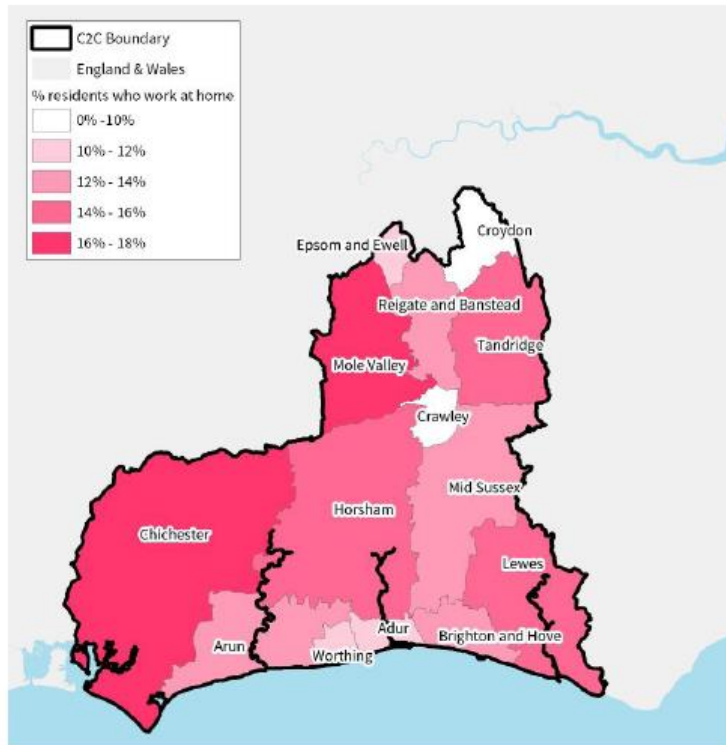 C2C Boundary
England & Wales
% residents who work at home
0% -10%
10% - 12%
12% - 14%
14% - 16%
16% - 18%
Croydon
Epsom and Ewell
Reigate and Banstead
Tandridge
Mole Valley
Crawley
Mid Sussex
Horsham
Chichester
Lewes
Adur
Brighton and Hove
Arun
Worthing